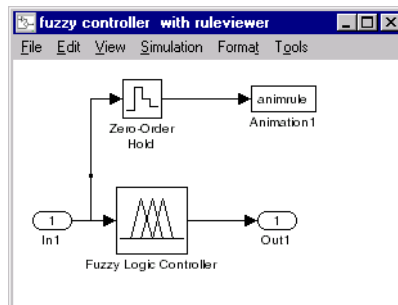 fuzzy controller with ruleviewer
File Edit View Simulation Format Tools
animrule
Zero-Order
Hold
Animation1
1
In1
1
Out1
Fuzzy Logic Controller